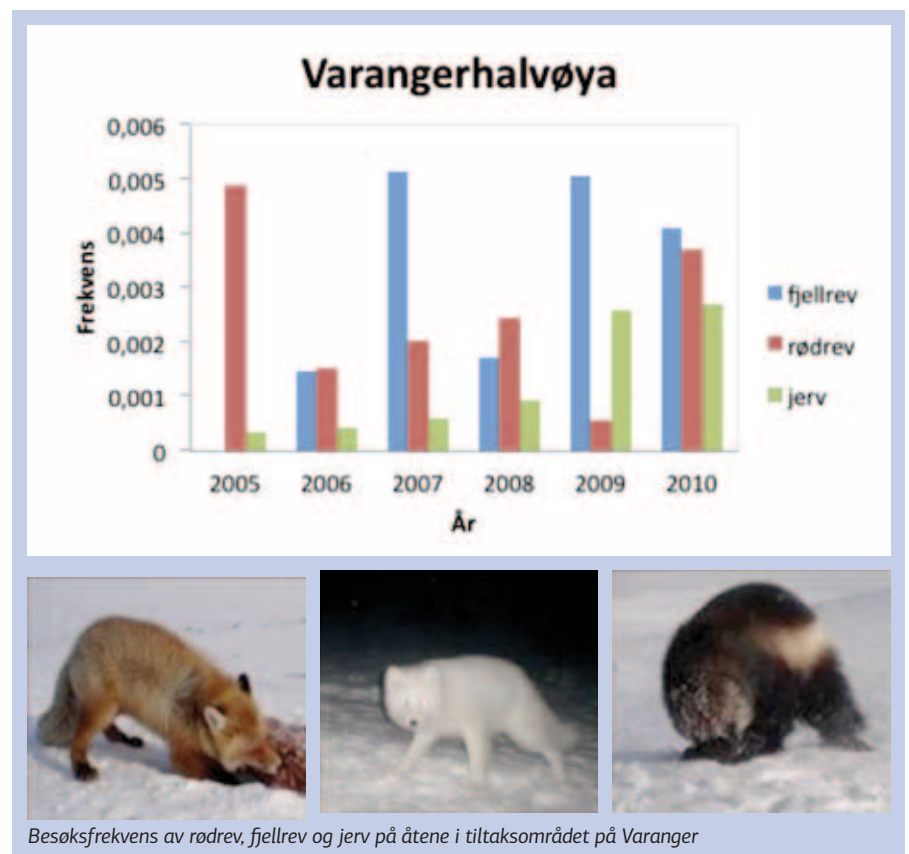 Varangerhalvøya
0,006
0,005
0,004
0,003
0,002
0,001
0
Frekvens
2005 2006 2007 2008 2009 2010
År
fjellrev
rødrev
jerv
Besøksfrekvens av rødrev, fjellrev og jerv på åtene i tiltaksområdet på Varanger